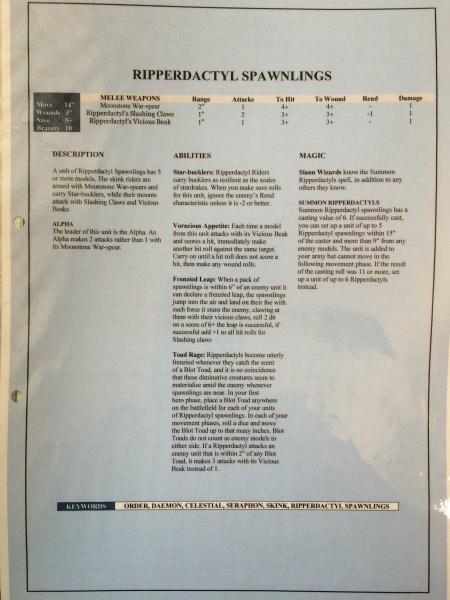 RIPPERDACTYL SPAWNLINGS
MELEE WEAPONS Range Attacks To Hit To Wound Rend Damage
Move 14" Moonstone War-spear 2" 1 4+ 4+ - 1
Wounds 3" Ripperdactyl's Slashing Claws 1" 2 3+ 3+ -1 1
Save 5+ Ripperdactyl's Vicious Beak 1" 1 3+ 3+ - 1
Bravery 10
DESCRIPTION
A unit of Ripperdactyl Spawnlings has 5
or more models. The skink riders are
armed with Moonstone War-spears and
carry Star-bucklers, while their mounts
attack with Slashing Claws and Vicious
Beaks.
ALPHA
The leader of this unit is the Alpha. An
Alpha makes 2 attacks rather than 1 with
its Moonstone War-spear.
ABILITIES
Star-bucklers: Ripperdactyl Riders
carry bucklers as resilient as the scales
of stardrakes. When you make save rolls
for this unit, ignore the enemy's Rend
characteristic unless it is -2 or better.
Voracious Appetite: Each time a model
from this unit attacks with its Vicious Beak
and scores a hit, immediately make
another hit roll against the same target.
Carry on until a hit roll does not score a
hit, then make any wound rolls.
Frenzied Leap: When a pack of
spawnlings is within 6" of an enemy unit it
can declare a frenzied leap, the spawnlings
jump into the air and land on their foe with
such force it stuns the enemy, clawing at
them with their vicious claws, roll 2 d6
on a score of 6+ the leap is successful, if
successful add +1 to all hit rolls for
Slashing claws
Toad Rage: Ripperdactyls become utterly
frenzied whenever they catch the scent
of a Blot Toad, and it is no coincidence
that these diminutive creatures seem to
materialise amid the enemy whenever
spawnlings are near. In your first
hero phase, place a Blot Toad anywhere
on the battlefield for each of your units
of Ripperdactyl spawnlings. In each of your
movement phases, roll a dice and move
the Blot Toad up to that many inches. Blot
Toads do not count as enemy models to
either side. If a Ripperdactyl attacks an
enemy unit that is within 2" of any Blot
Toad, it makes 3 attacks with its Vicious
Beak instead of 1.
MAGIC
Slann Wizards know the Summon
Ripperdactyls spell, in addition to any
others they know.
SUMMON RIPPERDACTYLS
Summon Ripperdactyl spawnlings has a
casting value of 6. If successfully cast,
you can set up a unit of up to 5
Ripperdactyl spawnlings within 15"
of the caster and more than 9" from any
enemy models. The unit is added to
your army but cannot move in the
following movement phase. If the result
of the casting roll was 11 or more, set
up a unit of up to 6 Ripperdactyls
instead.
KEYWORDS ORDER, DAEMON, CELESTIAL, SERAPHON, SKINK, RIPPERDACTYL SPAWNLINGS